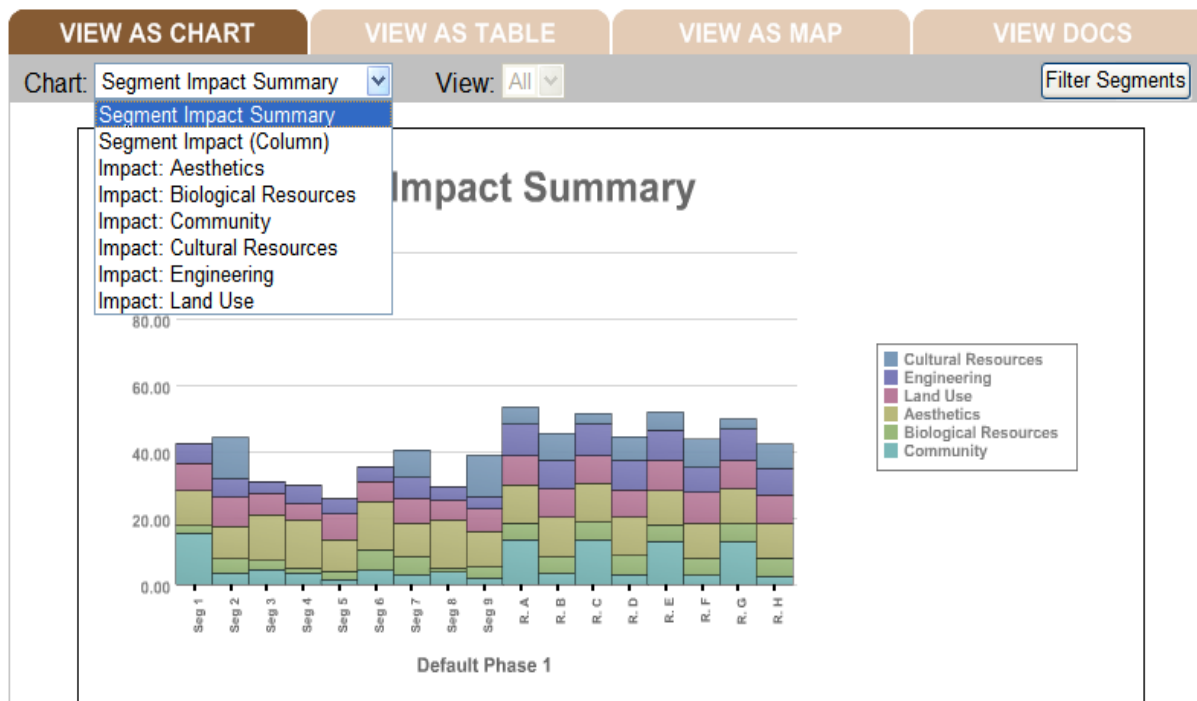 VIEW AS CHART
VIEW AS TABLE
VIEW AS MAP
VIEW DOCS
Chart: Segment Impact Summary
View: All
Filter Segments
Segment Impact Summary
Segment Impact (Column)
Impact: Aesthetics
Impact: Biological Resources
Impact: Community
Impact: Cultural Resources
Impact: Engineering
Impact: Land Use
Impact Summary
80.00
60.00
40.00
20.00
0.00
Seg 1
Seg 2
Seg 3
Seg 4
Seg 5
Seg 6
Seg 7
Seg 8
Seg 9
R. A
R. B
R. C
R. D
R. E
R. F
R. G
R. H
Default Phase 1
Cultural Resources
Engineering
Land Use
Aesthetics
Biological Resources
Community